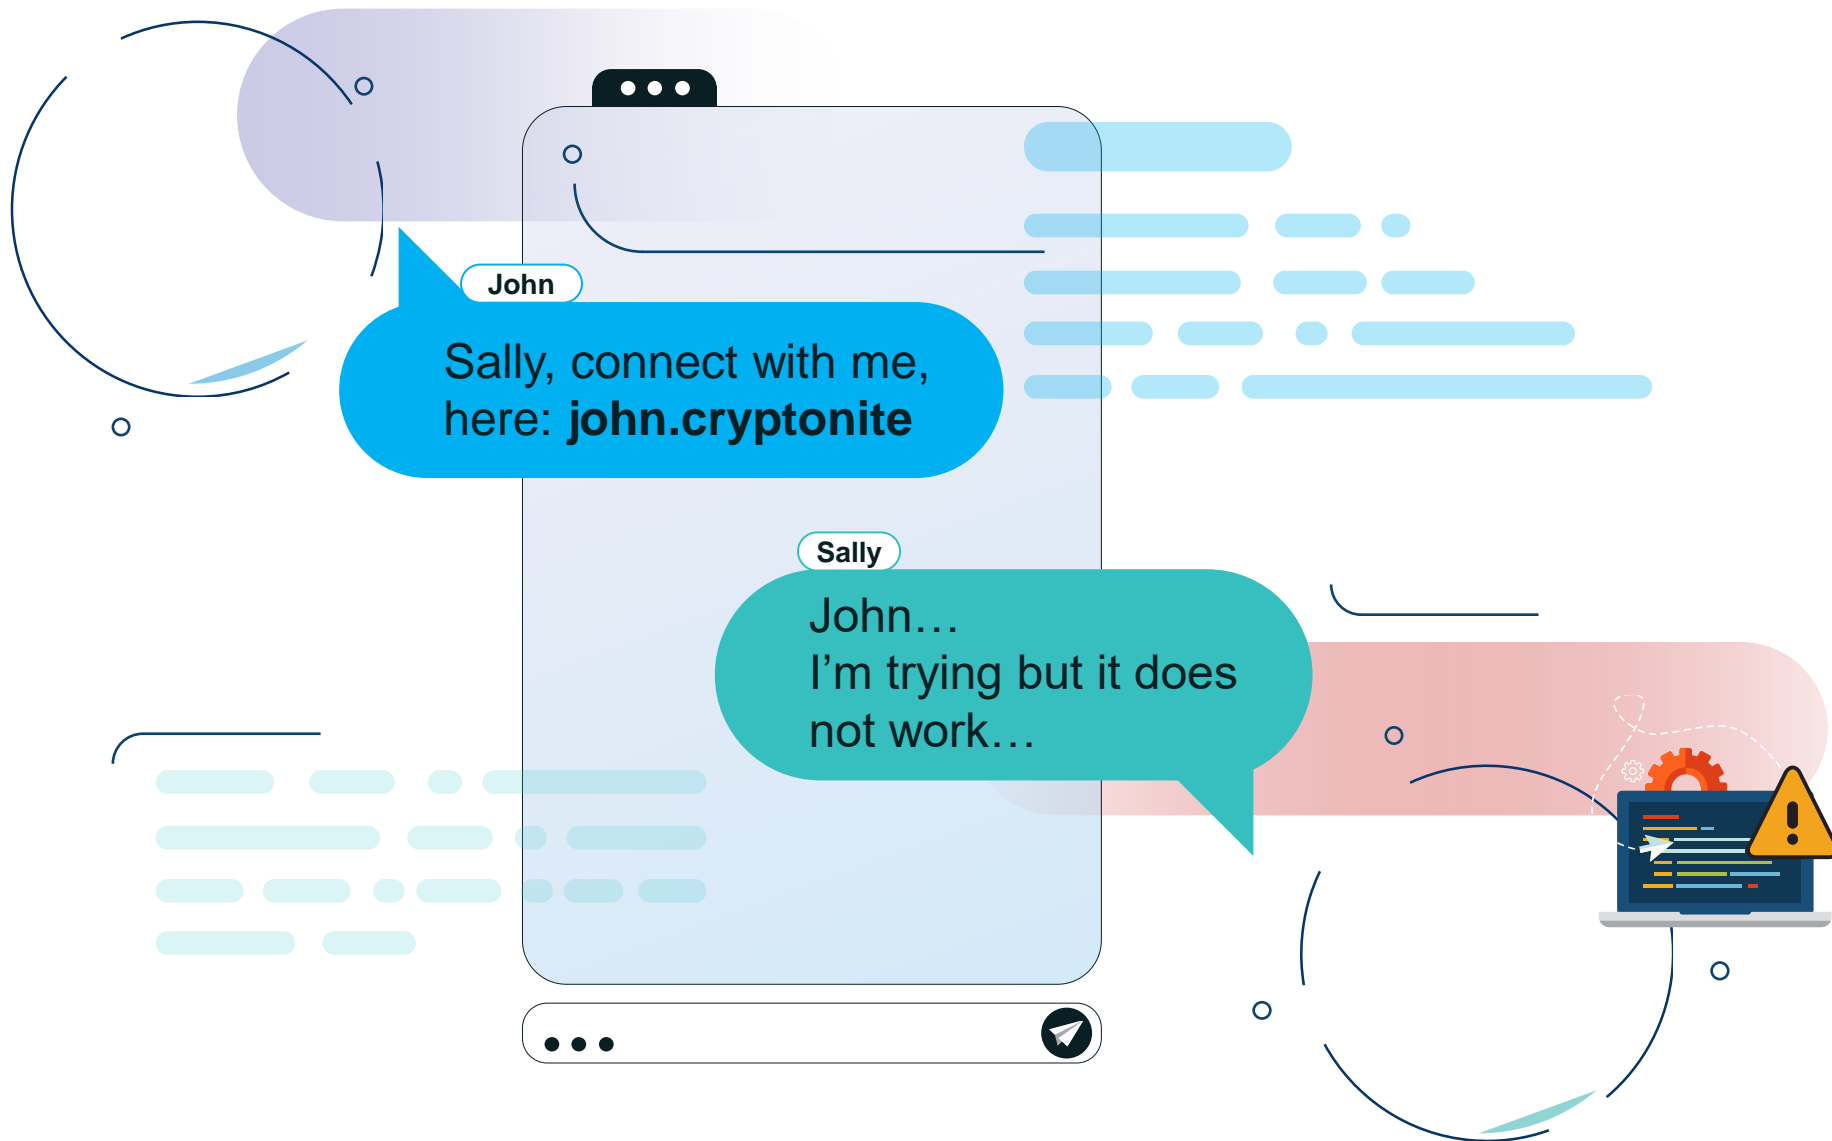 John
Sally, connect with me,
here: john.cryptonite
Sally
John…
I’m trying but it does
not work…